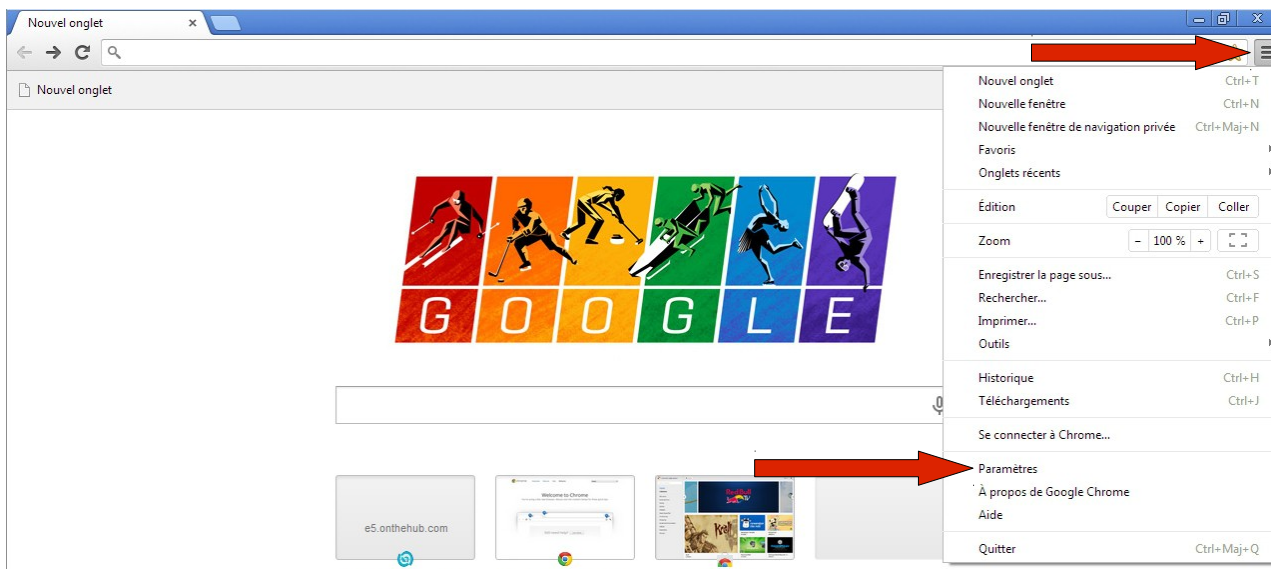 Nouvel onglet
Nouvel onglet
Nouvel onglet Ctrl+T
Nouvelle fenêtre Ctrl+N
Nouvelle fenêtre de navigation privée Ctrl+Maj+N
Favoris
Onglets récents
Édition Couper Copier Coller
Zoom - 100 % +
Enregistrer la page sous... Ctrl+S
Rechercher... Ctrl+F
Imprimer... Ctrl+P
Outils
Historique Ctrl+H
Téléchargements Ctrl+J
Se connecter à Chrome...
Paramètres
À propos de Google Chrome
Aide
Quitter Ctrl+Maj+Q
GOOGLE
e5.onthehub.com
Welcome to Chrome
Red Bull
Krell